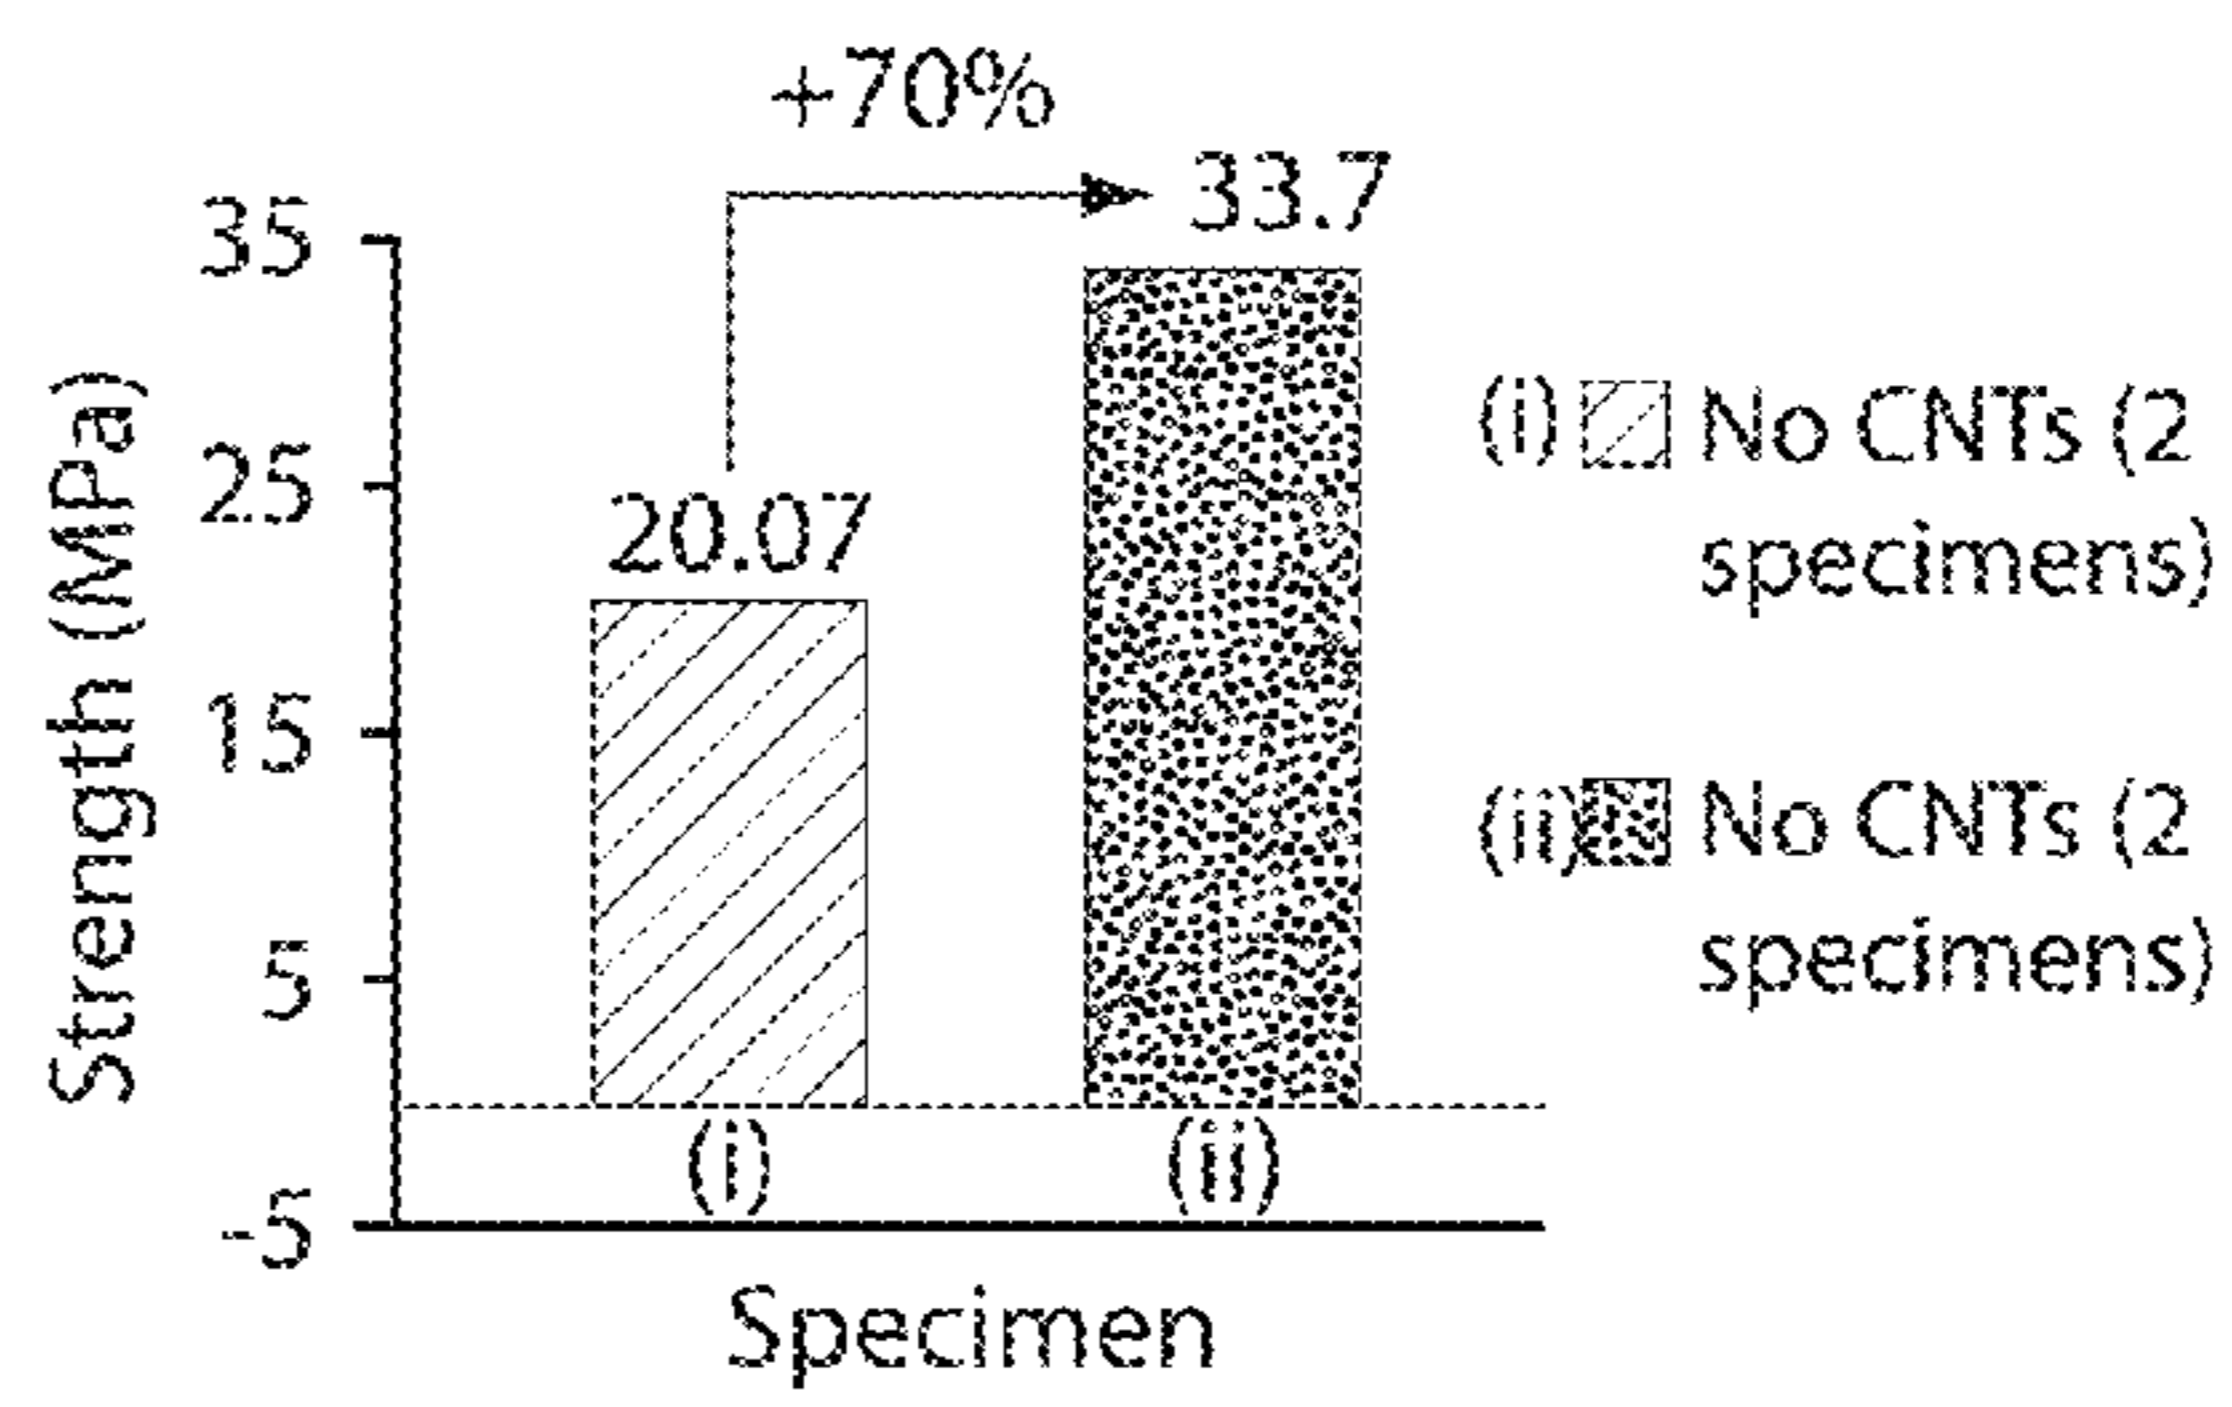 +70%
33.7
35
25
20.07
15
5
-5
Strength (MPa)
(i)
(ii)
Specimen
(i) No CNTs (2
specimens)
(ii) No CNTs (2
specimens)